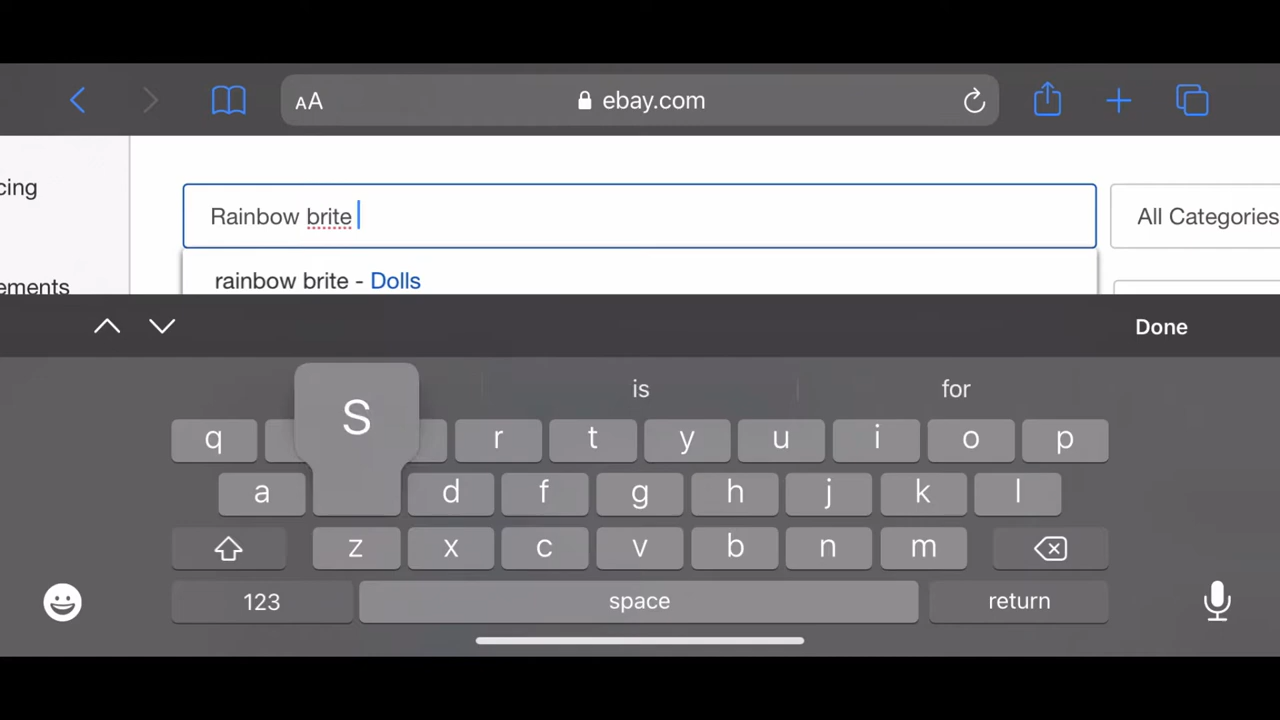 AA ebay.com
cing
Rainbow brite
All Categories
rainbow brite - Dolls
ements
Done
is for
S
q r t y u i o p
a d f g h j k l
z x c v b n m
123 space return